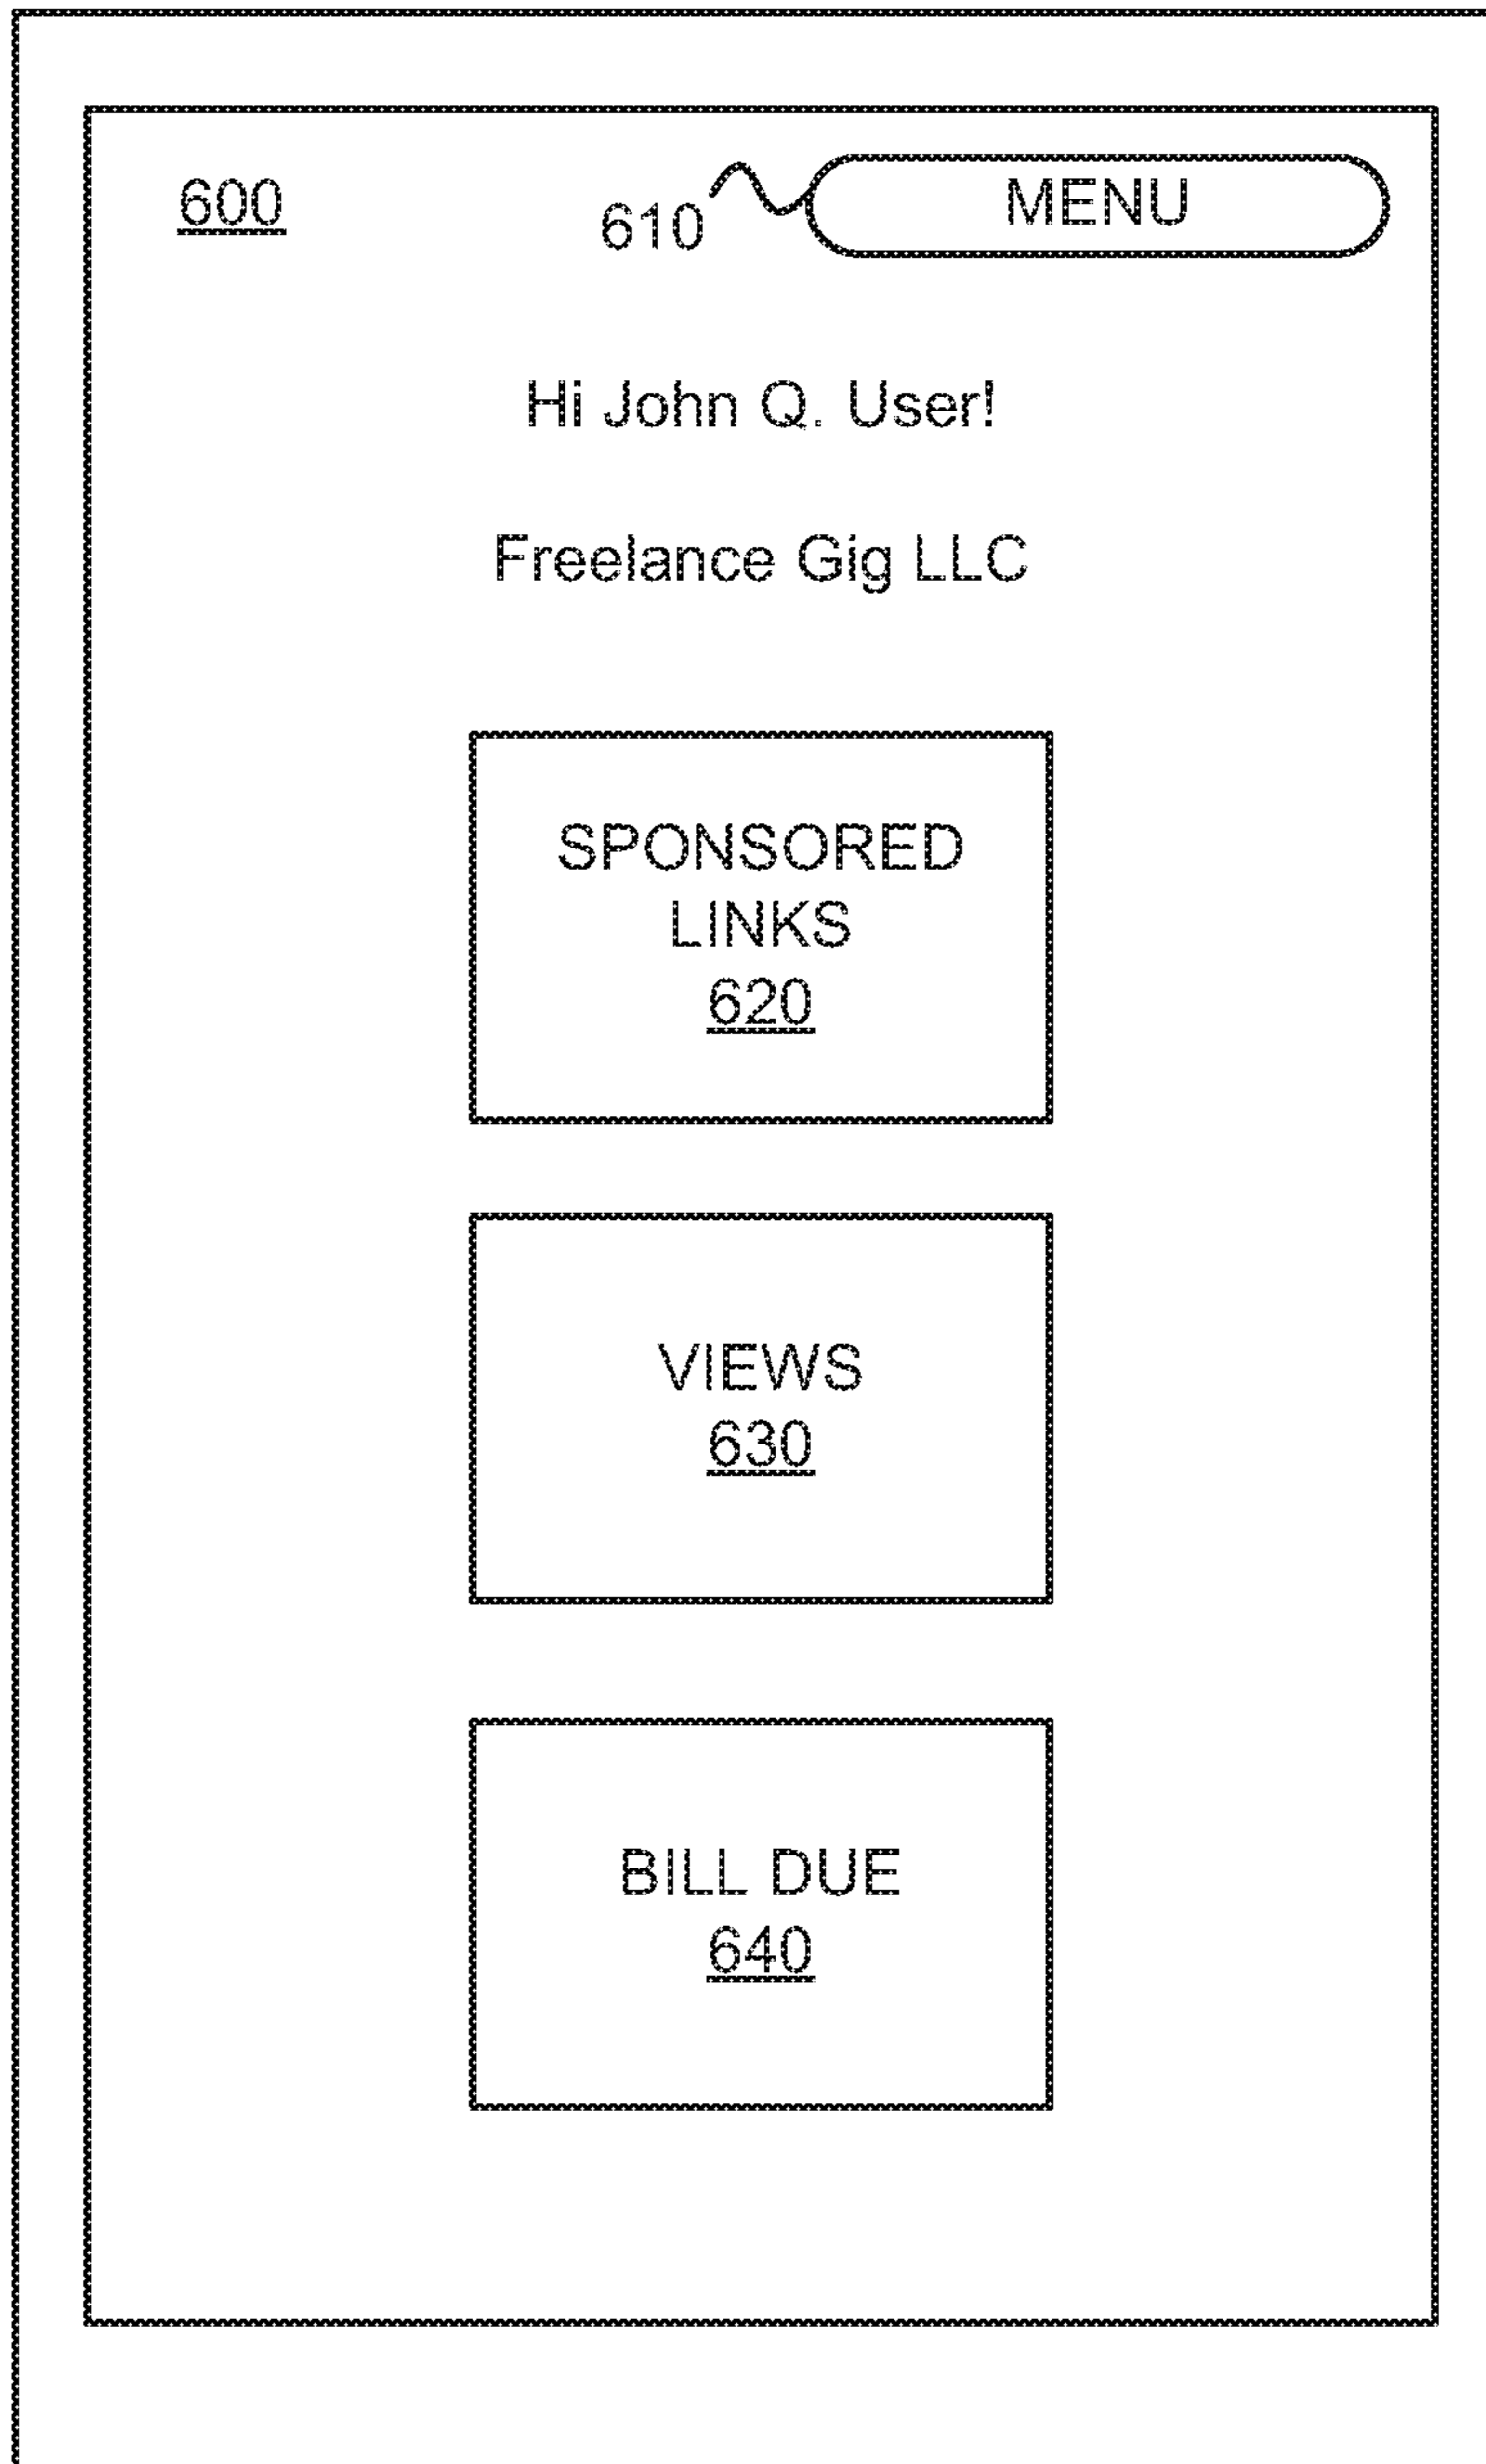 600
610
MENU
Hi John Q. User!
Freelance Gig LLC
SPONSORED
LINKS
620
VIEWS
630
BILL DUE
640